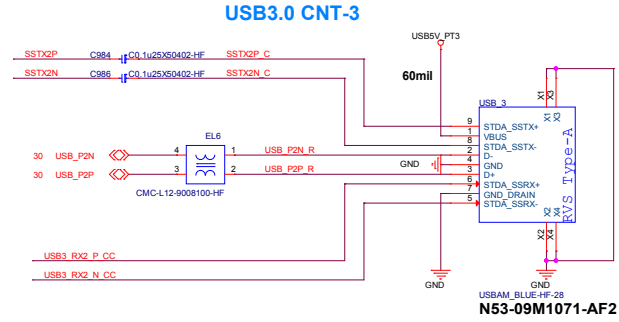 USB3.0 CNT-3
USB5V_PT3
SSTX2P C984 C0.1u25X50402-HF SSTX2P_C
SSTX2N C986 C0.1u25X50402-HF SSTX2N_C
60mil
X1 X3
USB_3
X1 X3
9 STDA_SSTX+
1 VBUS
8 STDA_SSTX-
2 D-
4 GND
3 D+
6 STDA_SSRX+
7 GND_DRAIN
5 STDA_SSRX-
RVS Type-A
X2 X4
X2 X4
EL6
30 USB_P2N 4 1 USB_P2N_R
30 USB_P2P 3 2 USB_P2P_R
CMC-L12-9008100-HF
GND
USB3_RX2_P_CC
USB3_RX2_N_CC
GND
GND
USBAM_BLUE-HF-28
N53-09M1071-AF2